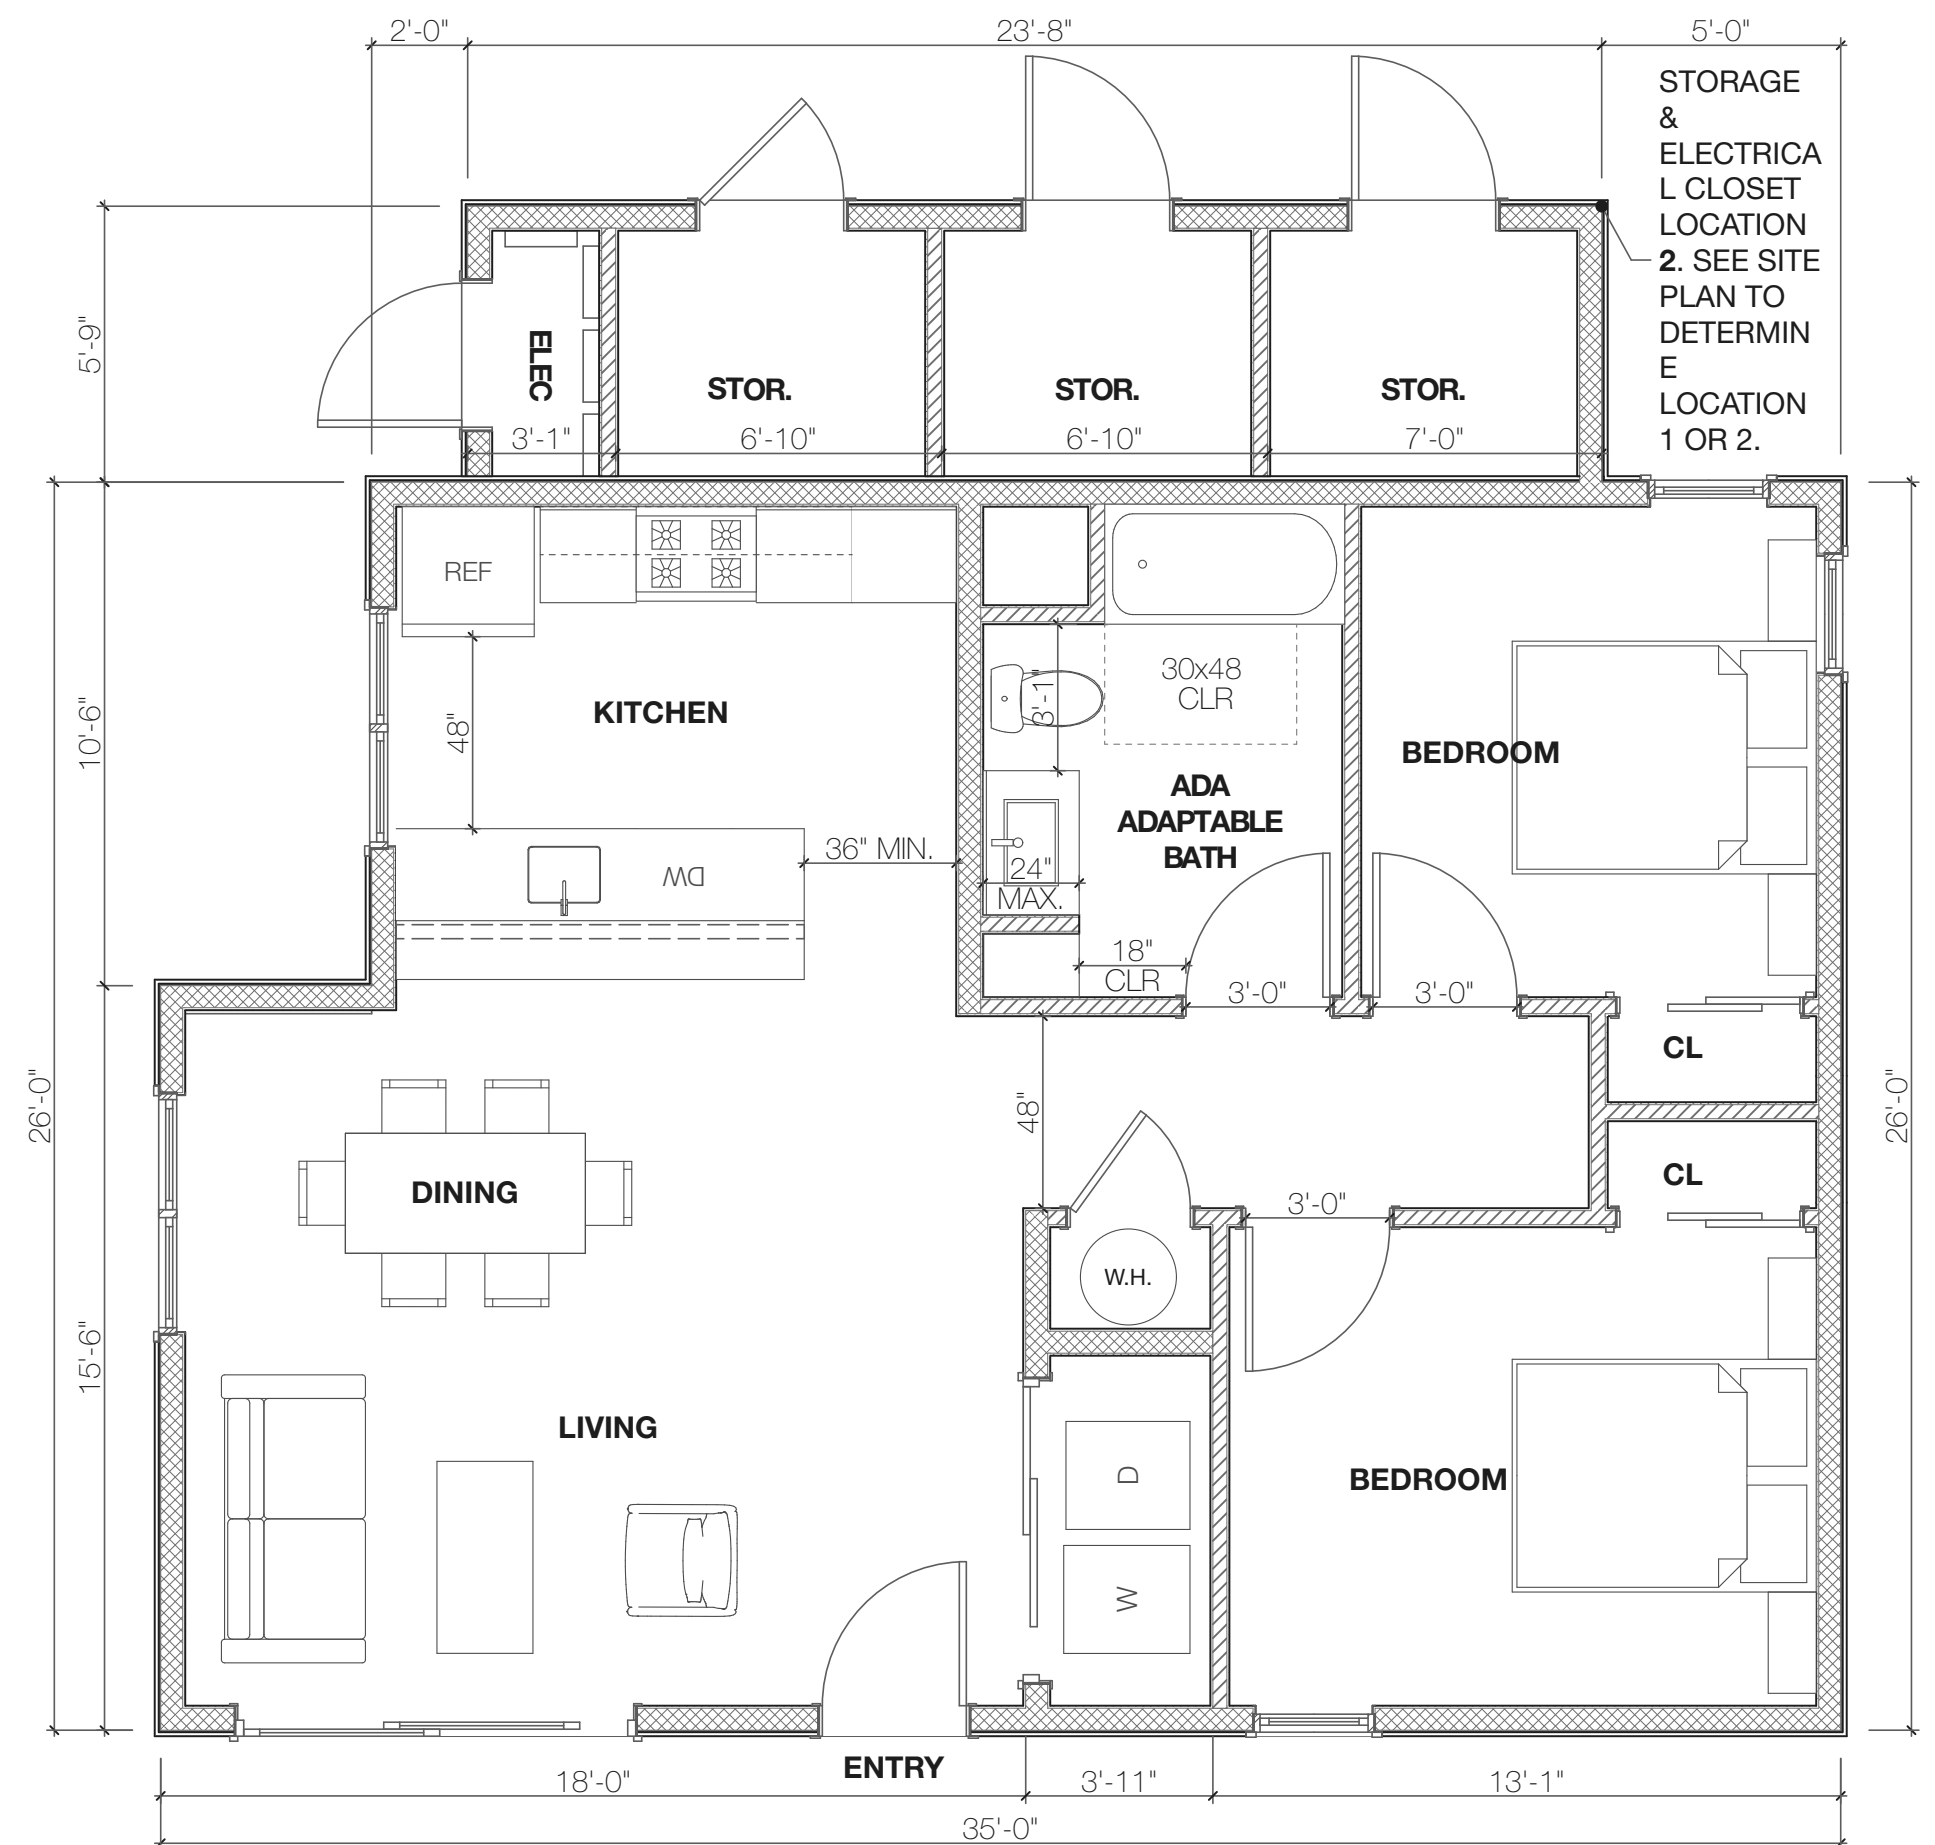 2'-0" 23'-8" 5'-0"
STORAGE
&
ELECTRICA
L CLOSET
LOCATION
2. SEE SITE
PLAN TO
DETERMIN
E
LOCATION
1 OR 2.
5'-9"
ELEC
STOR. STOR. STOR.
3'-1" 6'-10" 6'-10" 7'-0"
REF
30x48
CLR
3'-1"
KITCHEN
48"
10'-6"
BEDROOM
ADA
ADAPTABLE
BATH
36" MIN.
DW
24"
MAX.
18"
CLR
3'-0" 3'-0"
CL
48"
26'-0"
26'-0"
CL
DINING
3'-0"
W.H.
15'-6"
LIVING
D
BEDROOM
W
ENTRY
18'-0" 3'-11" 13'-1"
35'-0"